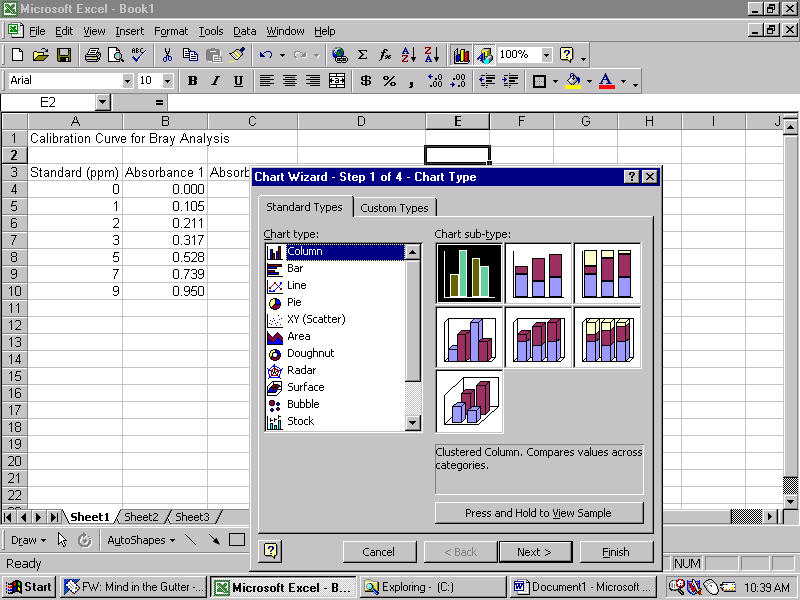 Microsoft Excel - Book1
File Edit View Insert Format Tools Data Window Help
ABC Σ fx A Z Z A 100% ?
Arial 10 B I U $ % , .00 .0 A
E2 =
A B C D E F G H I J
1 Calibration Curve for Bray Analysis
2
3 Standard (ppm) Absorbance 1 Absorb
4 0 0.000
5 1 0.105
6 2 0.211
7 3 0.317
8 5 0.528
9 7 0.739
10 9 0.950
11
12
13
14
15
16
17
18
19
20
21
22
Chart Wizard - Step 1 of 4 - Chart Type ?
Standard Types Custom Types
Chart type:
Column
Bar
Line
Pie
XY (Scatter)
Area
Doughnut
Radar
Surface
Bubble
Stock
Chart sub-type:
Clustered Column. Compares values across
categories.
Press and Hold to View Sample
? Cancel < Back Next > Finish
Sheet1 Sheet2 Sheet3
Draw AutoShapes
Ready NUM
Start FW: Mind in the Gutter -... Microsoft Excel - B... Exploring - (C:) Document1 - Microsoft ... 10:39 AM